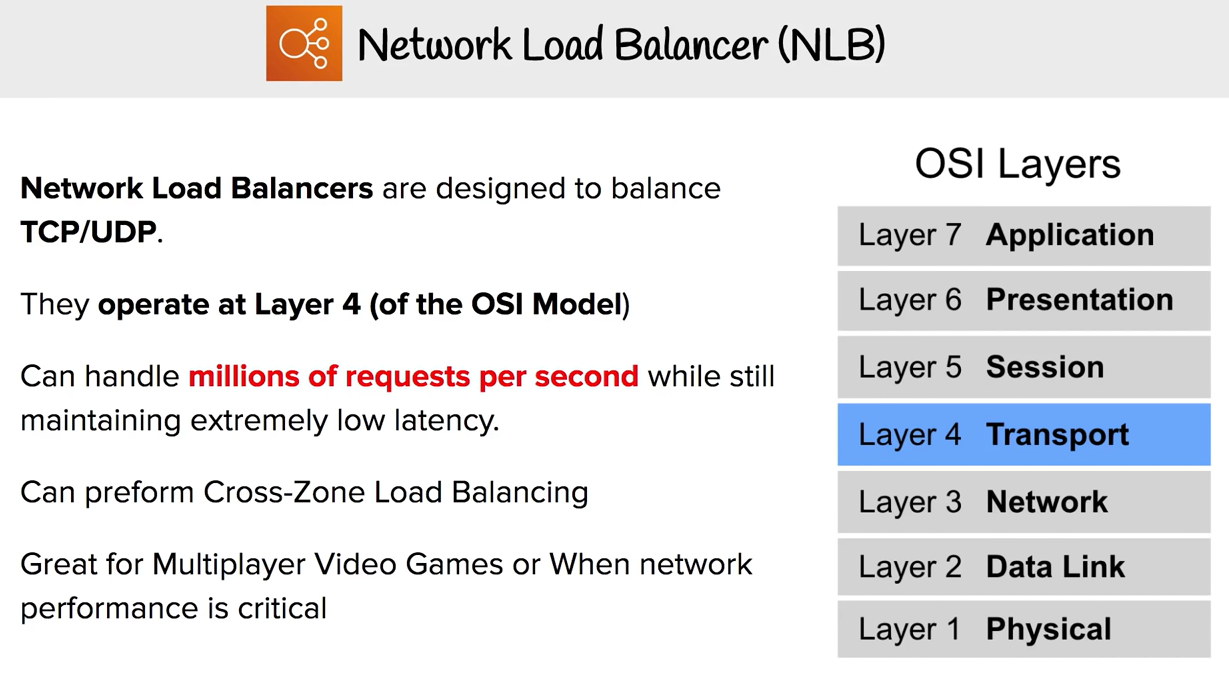 Network Load Balancer (NLB)
Network Load Balancers are designed to balance
TCP/UDP.
They operate at Layer 4 (of the OSI Model)
Can handle millions of requests per second while still
maintaining extremely low latency.
Can preform Cross-Zone Load Balancing
Great for Multiplayer Video Games or When network
performance is critical
OSI Layers
Layer 7 Application
Layer 6 Presentation
Layer 5 Session
Layer 4 Transport
Layer 3 Network
Layer 2 Data Link
Layer 1 Physical